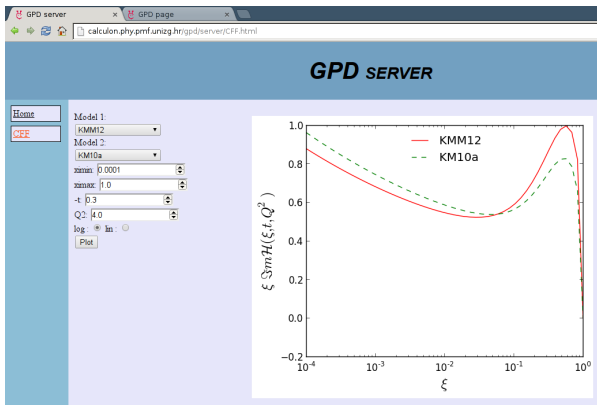 GPD server
GPD page
calculon.phy.pmf.unizg.hr/gpd/server/CFF.html
GPD SERVER
Home
CFF
Model 1:
KMM12
Model 2:
KM10a
xmin: 0.0001
xmax: 1.0
-t: 0.3
Q2: 4.0
log : lin :
Plot
KMM12
KM10a
1.0
0.8
0.6
0.4
0.2
0.0
−0.2
ξ ℑmH(ξ,t,Q²)
10⁻⁴ 10⁻³ 10⁻² 10⁻¹ 10⁰
ξ